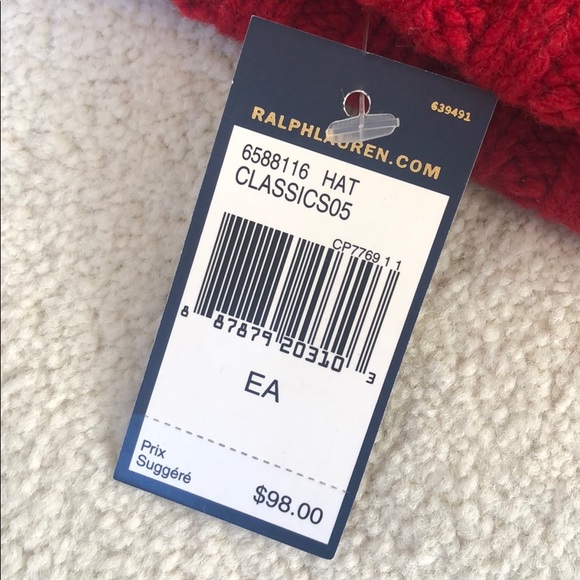 639491
RALPHLAUREN.COM
6588116 HAT
CLASSICS05
CP7769 1 1
8 87879 20310 3
EA
Prix
Suggéré
$98.00